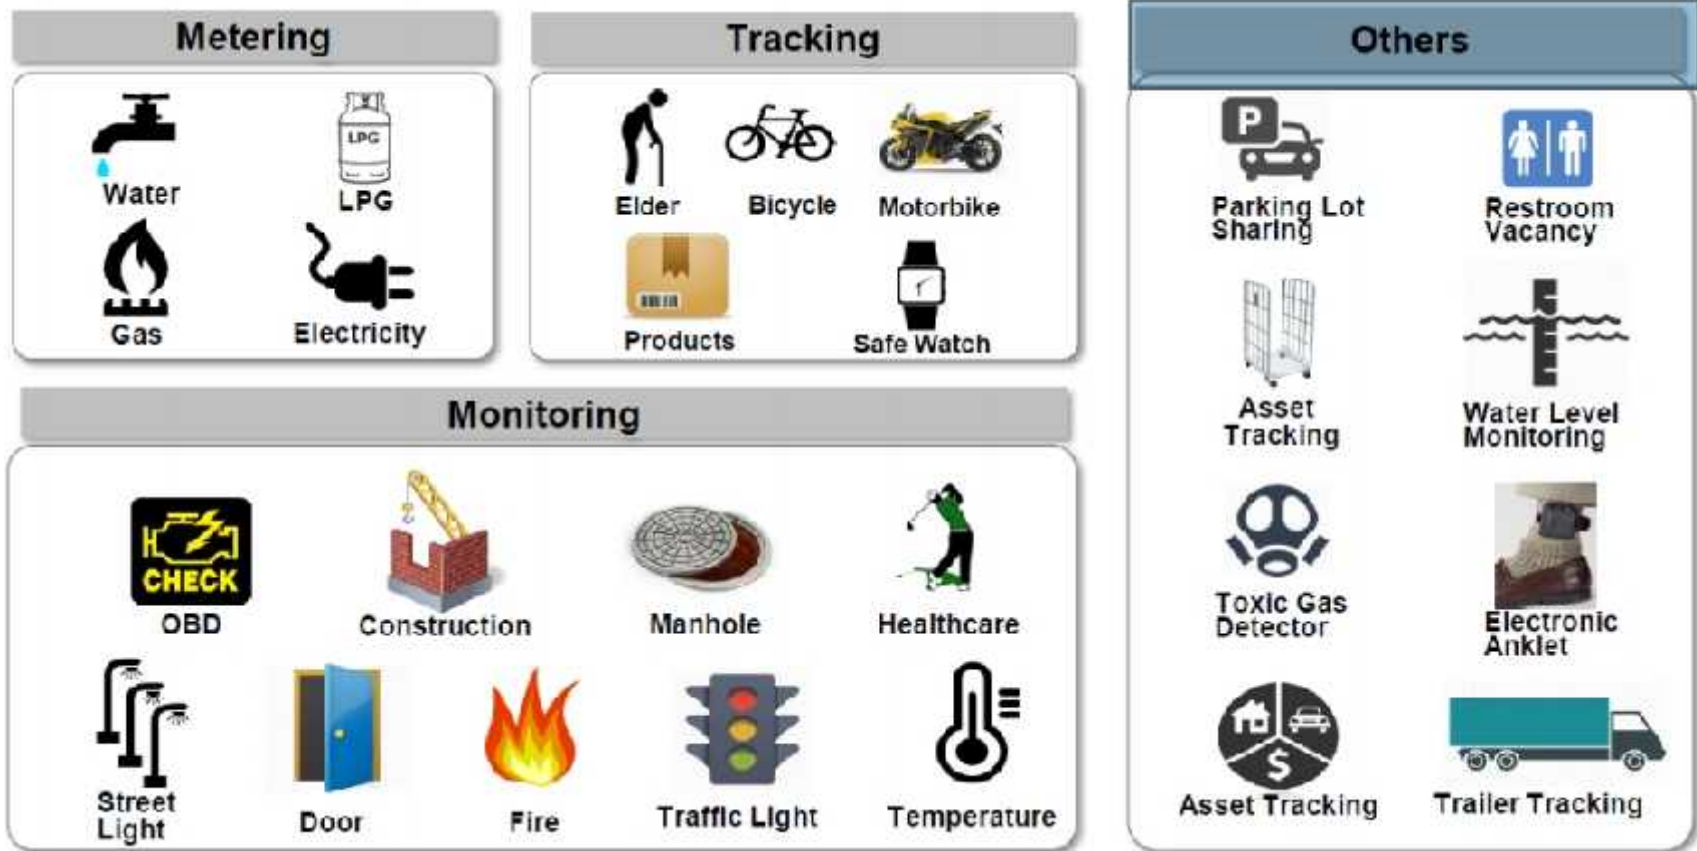 Metering
Water
LPG
LPG
Gas
Electricity
Tracking
Elder
Bicycle
Motorbike
Products
Safe Watch
Monitoring
CHECK
OBD
Construction
Manhole
Healthcare
Street
Light
Door
Fire
Traffic Light
Temperature
Others
P
Parking Lot
Sharing
Restroom
Vacancy
Asset
Tracking
Water Level
Monitoring
Toxic Gas
Detector
Electronic
Anklet
$
Asset Tracking
Trailer Tracking